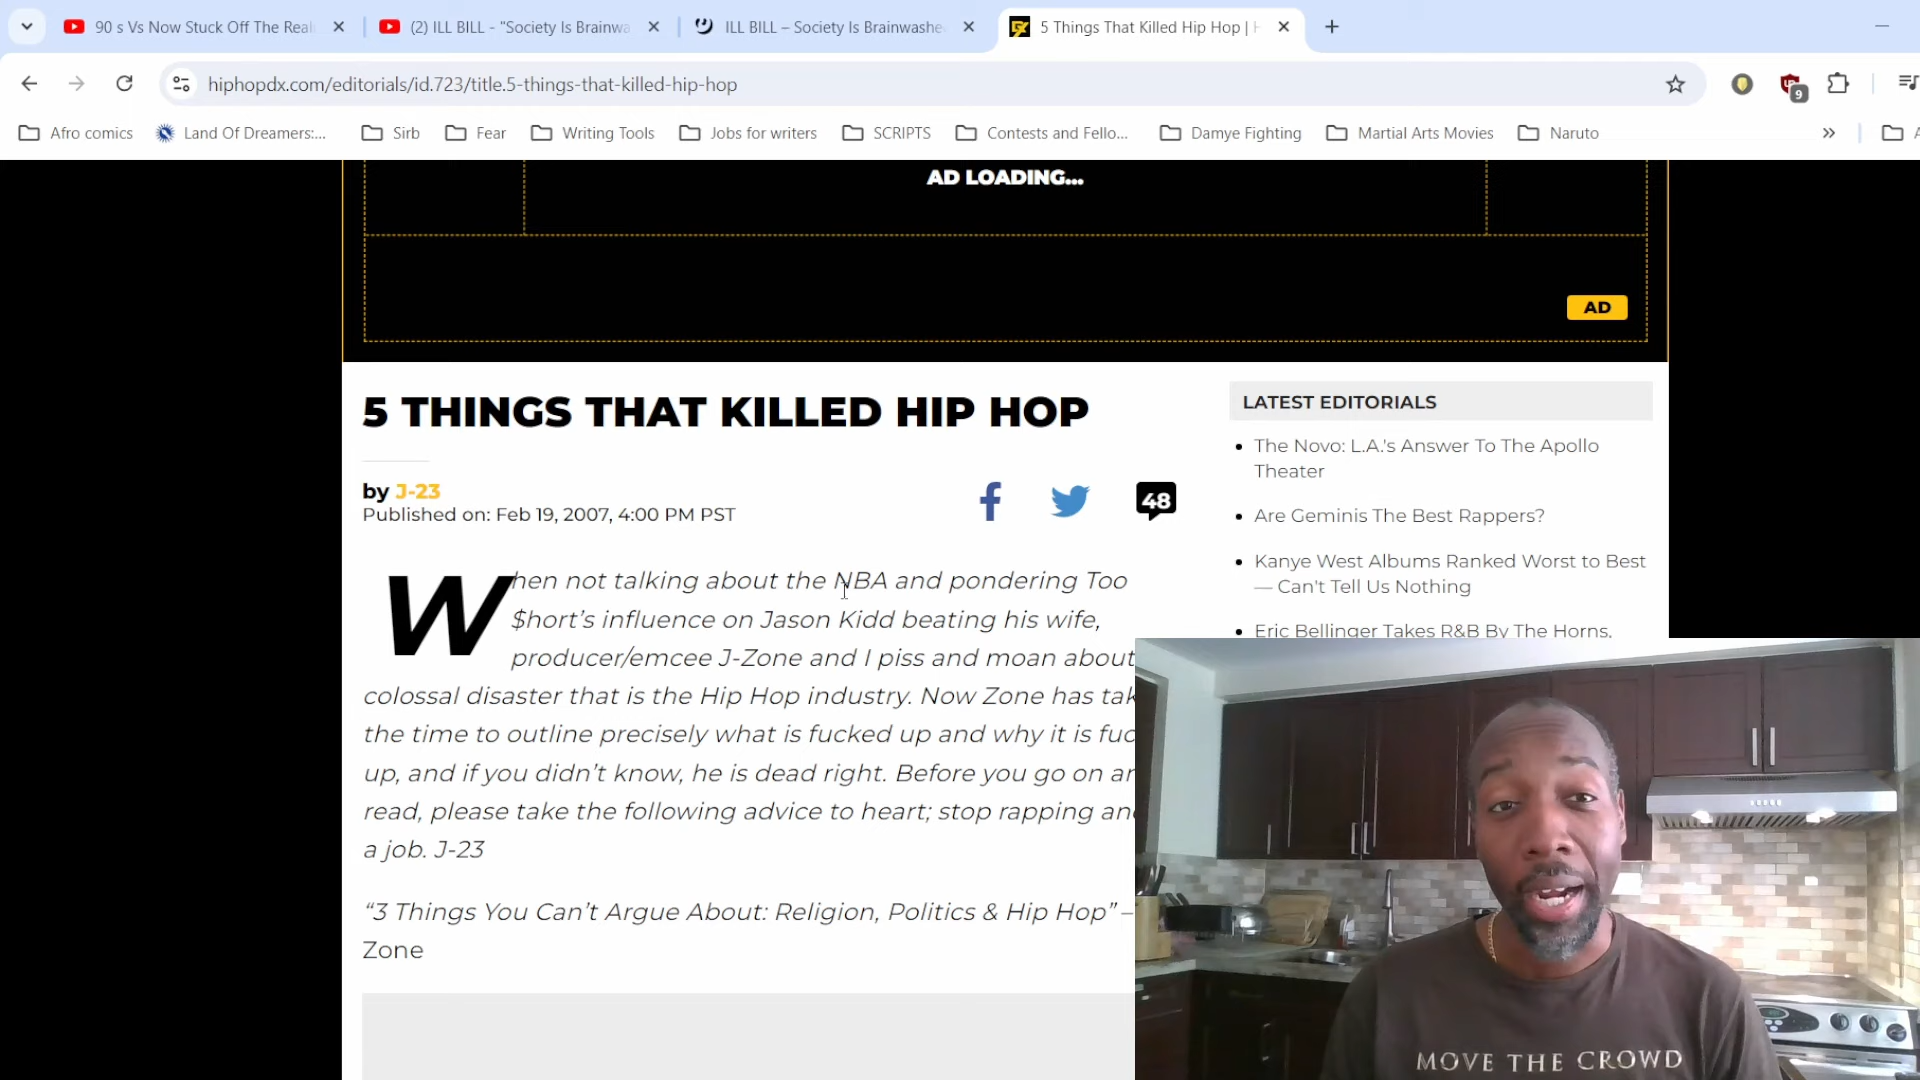 90 s Vs Now Stuck Off The Real
(2) ILL BILL - "Society Is Brainwa
ILL BILL – Society Is Brainwashe
5 Things That Killed Hip Hop |
hiphopdx.com/editorials/id.723/title.5-things-that-killed-hip-hop
9
Afro comics
Land Of Dreamers:...
Sirb
Fear
Writing Tools
Jobs for writers
SCRIPTS
Contests and Fello...
Damye Fighting
Martial Arts Movies
Naruto
AD LOADING...
AD
5 THINGS THAT KILLED HIP HOP
by J-23
Published on: Feb 19, 2007, 4:00 PM PST
48
When not talking about the NBA and pondering Too
$hort’s influence on Jason Kidd beating his wife,
producer/emcee J-Zone and I piss and moan about
colossal disaster that is the Hip Hop industry. Now Zone has tak
the time to outline precisely what is fucked up and why it is fuc
up, and if you didn’t know, he is dead right. Before you go on an
read, please take the following advice to heart; stop rapping and
a job. J-23
“3 Things You Can’t Argue About: Religion, Politics & Hip Hop” –
Zone
LATEST EDITORIALS
The Novo: L.A.'s Answer To The Apollo
Theater
Are Geminis The Best Rappers?
Kanye West Albums Ranked Worst to Best
— Can't Tell Us Nothing
Eric Bellinger Takes R&B By The Horns,
MOVE THE CROWD